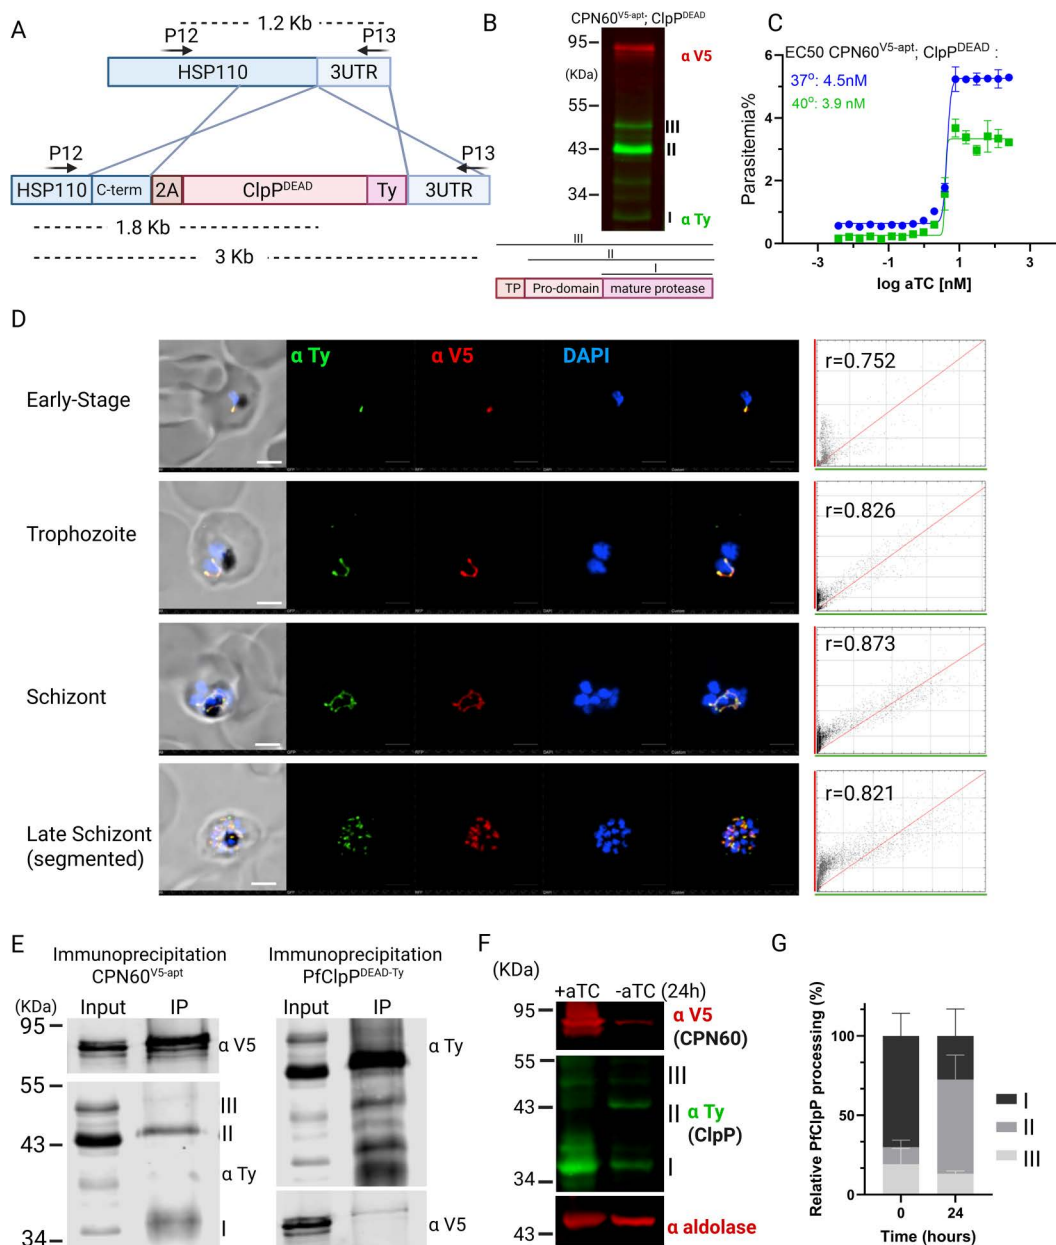 A
1.2 Kb
P12
P13
HSP110
3UTR
P12
P13
HSP110
C-term
2A
ClpP^DEAD
Ty
3UTR
1.8 Kb
3 Kb
B
CPN60^V5-apt; ClpP^DEAD
95
(KDa)
55
43
34
α V5
III
II
I
α Ty
III
II
I
TP
Pro-domain
mature protease
C
EC50 CPN60^V5-apt; ClpP^DEAD :
37°: 4.5nM
40°: 3.9 nM
Parasitemia%
6
4
2
0
-3
-1
1
3
log aTC [nM]
D
α Ty
α V5
DAPI
Early-Stage
r=0.752
Trophozoite
r=0.826
Schizont
r=0.873
Late Schizont
(segmented)
r=0.821
E
Immunoprecipitation
CPN60^V5-apt
(KDa)
Input
IP
95
55
43
34
α V5
III
II
α Ty
I
Immunoprecipitation
PfClpP^DEAD-Ty
Input
IP
α Ty
α V5
F
(KDa)
+aTC
-aTC (24h)
95
55
43
34
43
α V5
(CPN60)
III
II
α Ty
(ClpP)
I
α aldolase
G
Relative PfClpP processing (%)
100
50
0
0
24
Time (hours)
I
II
III